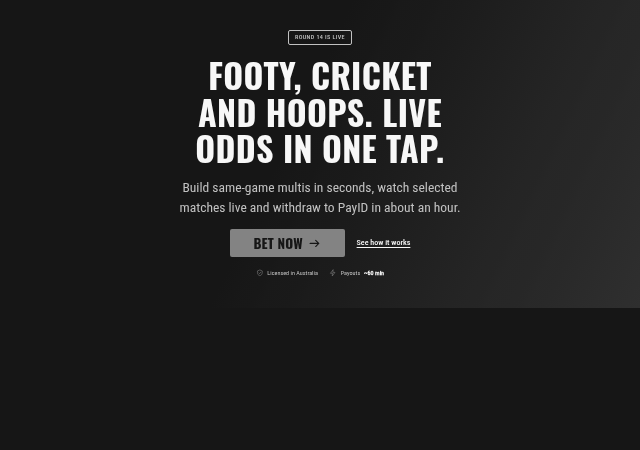 ROUND 14 IS LIVE
FOOTY, CRICKET
AND HOOPS. LIVE
ODDS IN ONE TAP.
Build same-game multis in seconds, watch selected
matches live and withdraw to PayID in about an hour.
BET NOW → See how it works
Licensed in Australia Payouts ~60 min